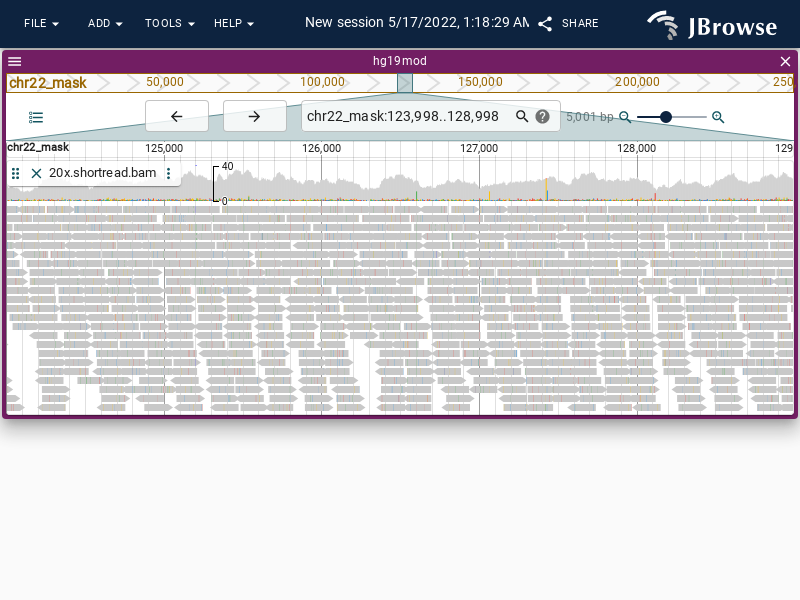 FILE ADD TOOLS HELP New session 5/17/2022, 1:18:29 AM SHARE JBrowse
hg19mod
chr22_mask 50,000 100,000 150,000 200,000 250
chr22_mask:123,998..128,998 5,001 bp
chr22_mask 125,000 126,000 127,000 128,000 129
20x.shortread.bam
40
0